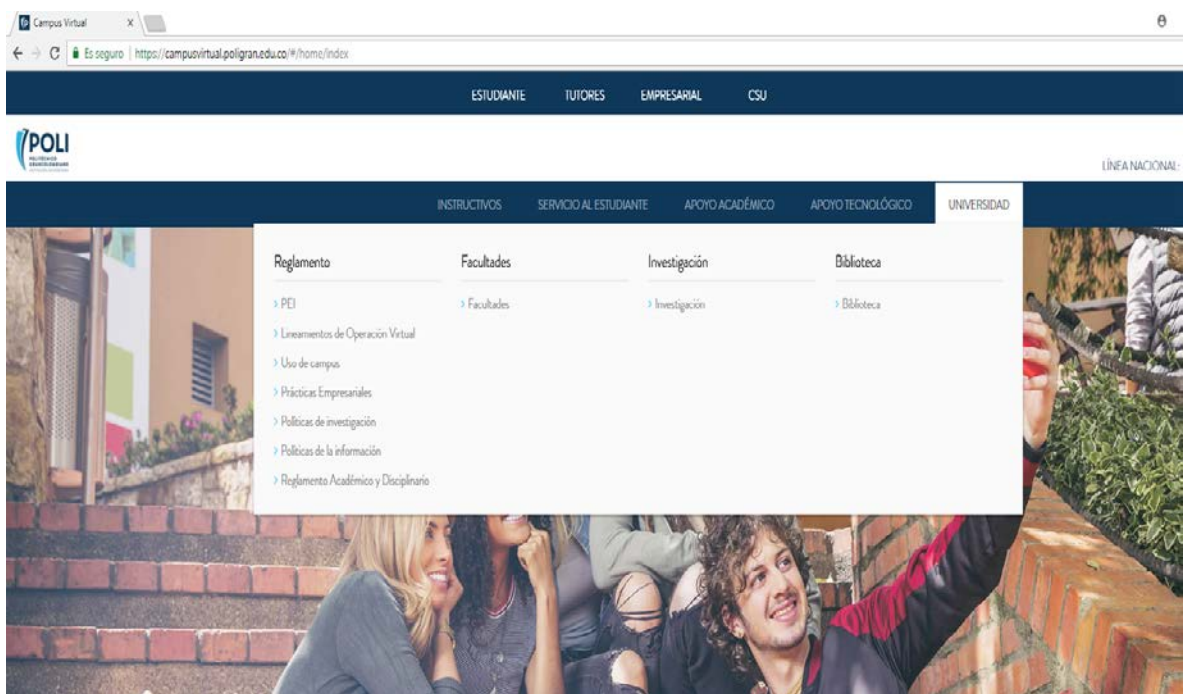 Campus Virtual
Es seguro | https://campusvirtual.poligran.edu.co/#/home/index
ESTUDIANTE TUTORES EMPRESARIAL CSU
POLI
POLITÉCNICO
GRANCOLOMBIANO
LÍNEA NACIONAL:
INSTRUCTIVOS SERVICIO AL ESTUDIANTE APOYO ACADÉMICO APOYO TECNOLÓGICO UNIVERSIDAD
Reglamento Facultades Investigación Biblioteca
> PEI > Facultades > Investigación > Biblioteca
> Lineamientos de Operación Virtual
> Uso de campus
> Prácticas Empresariales
> Políticas de investigación
> Políticas de la información
> Reglamento Académico y Disciplinario